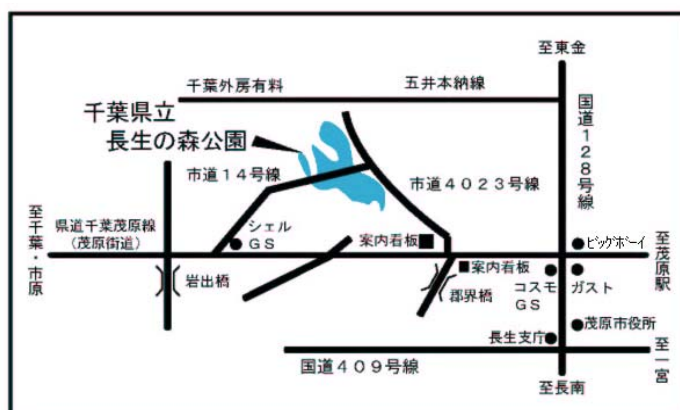 至東金
千葉外房有料
五井本納線
国道128号線
千葉県立
長生の森公園
市道14号線
市道4023号線
至千葉・市原
県道千葉茂原線
(茂原街道)
シェル
GS
案内看板
ビッグボーイ
至茂原駅
岩出橋
案内看板
郡界橋
コスモ
GS
ガスト
茂原市役所
長生支庁
国道409号線
至一宮
至長南